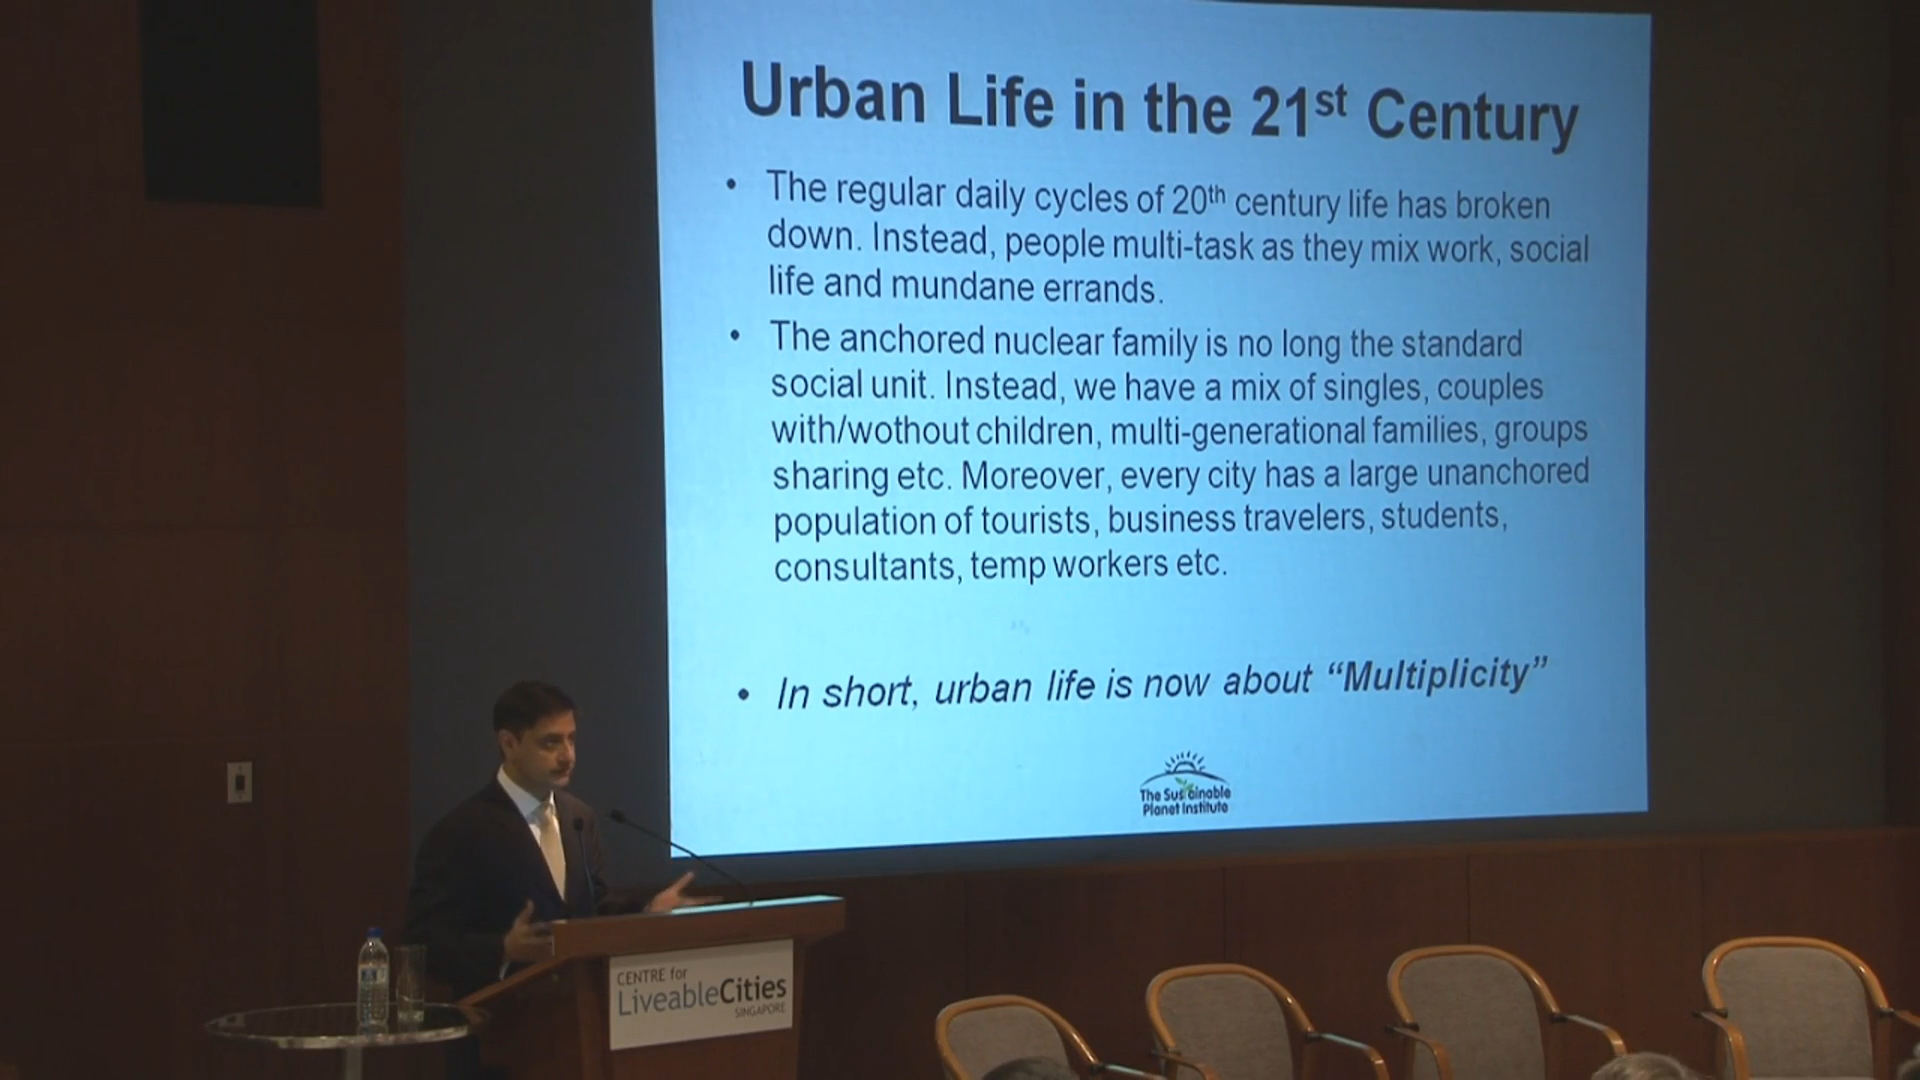 Urban Life in the 21st Century
• The regular daily cycles of 20th century life has broken
down. Instead, people multi-task as they mix work, social
life and mundane errands.
• The anchored nuclear family is no long the standard
social unit. Instead, we have a mix of singles, couples
with/wothout children, multi-generational families, groups
sharing etc. Moreover, every city has a large unanchored
population of tourists, business travelers, students,
consultants, temp workers etc.
• In short, urban life is now about “Multiplicity”
The Sustainable
Planet Institute
CENTRE for
LiveableCities
SINGAPORE